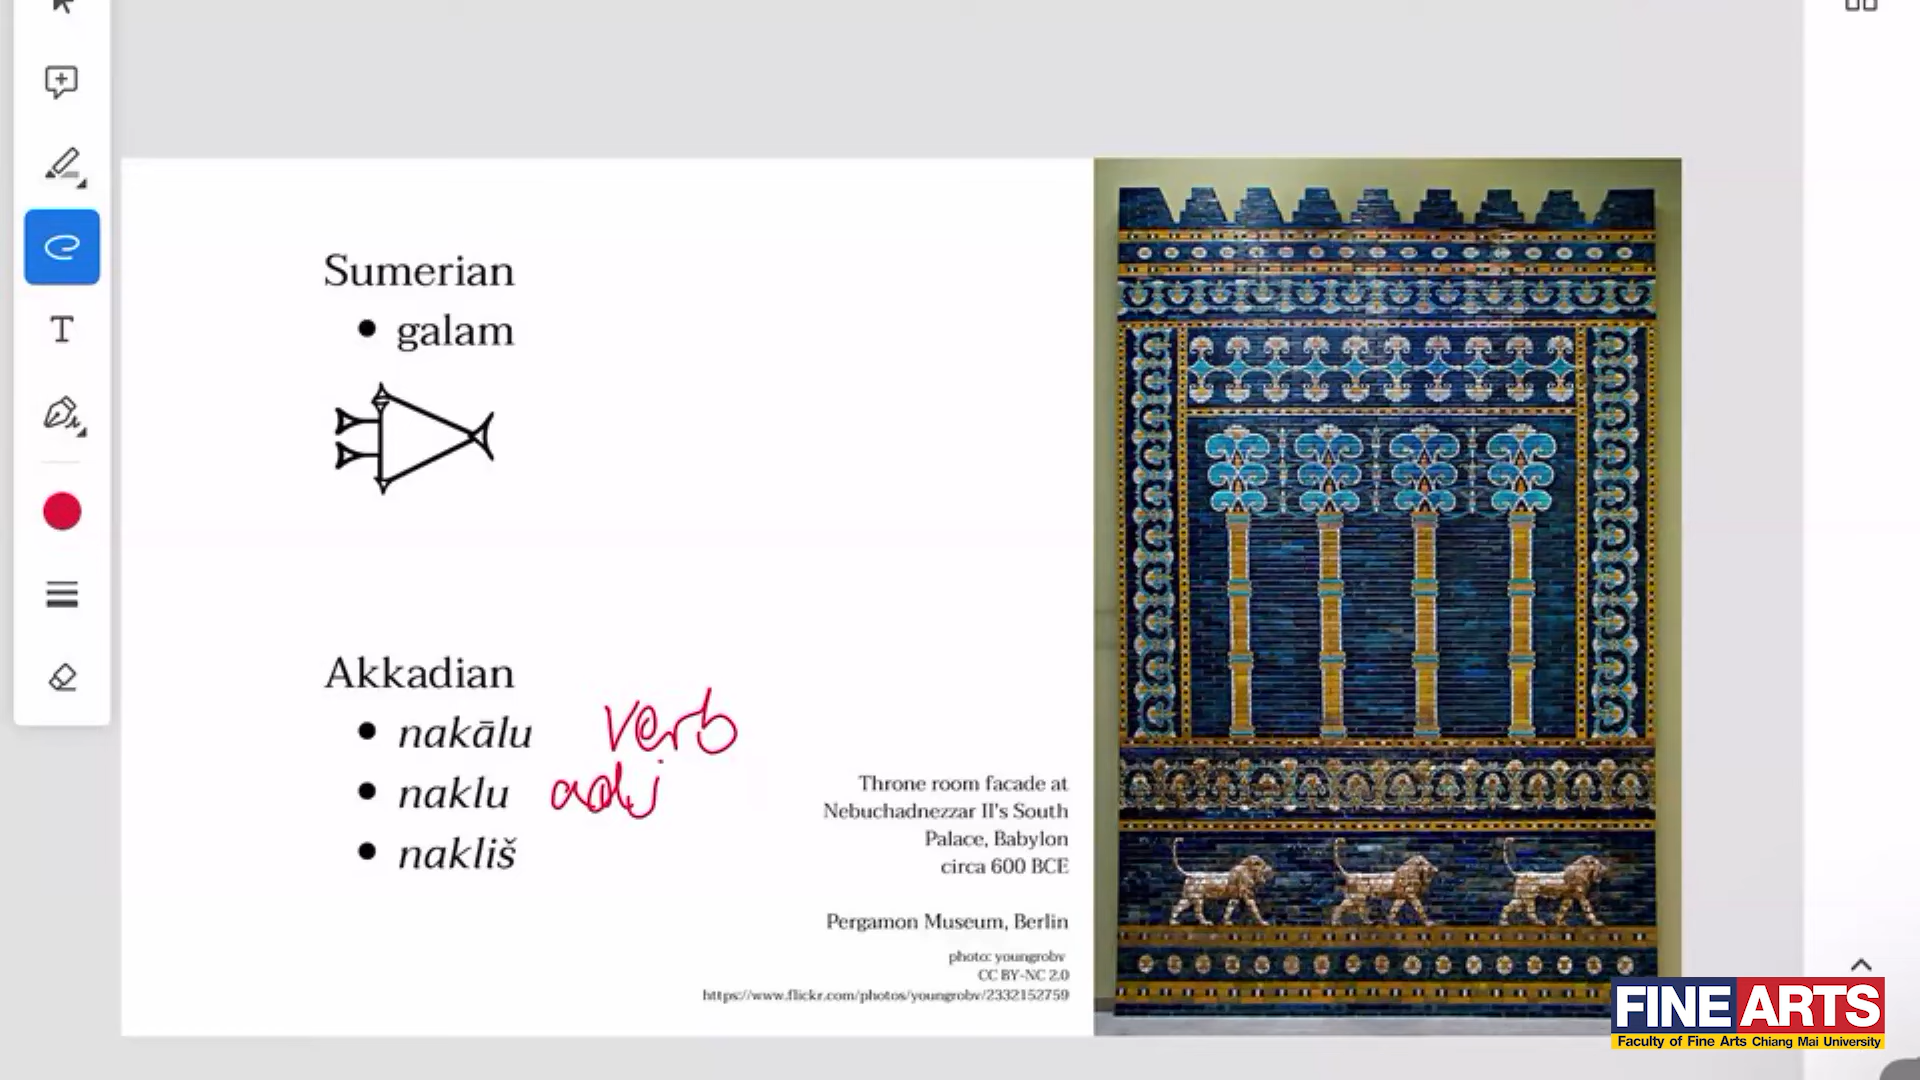 Sumerian
• galam
Akkadian
• nakālu verb
• naklu adj
• nakliš
Throne room facade at
Nebuchadnezzar II's South
Palace, Babylon
circa 600 BCE
Pergamon Museum, Berlin
photo: youngrobv
CC BY-NC 2.0
https://www.flickr.com/photos/youngrobv/2332152759
FINE ARTS
Faculty of Fine Arts Chiang Mai University